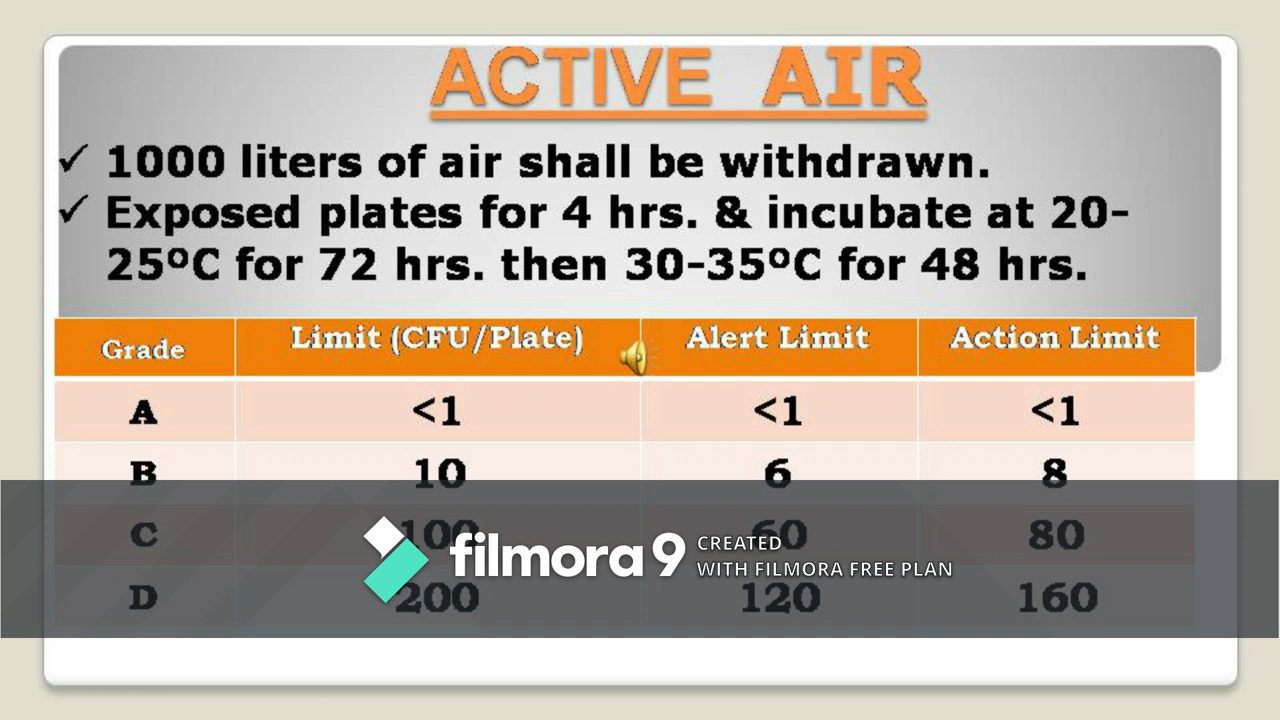 ACTIVE AIR
✓ 1000 liters of air shall be withdrawn.
✓ Exposed plates for 4 hrs. & incubate at 20-
25ºC for 72 hrs. then 30-35ºC for 48 hrs.
Grade Limit (CFU/Plate) Alert Limit Action Limit
A <1 <1 <1
B 10 6 8
C 100 60 80
D 200 120 160
filmora9 CREATED
WITH FILMORA FREE PLAN